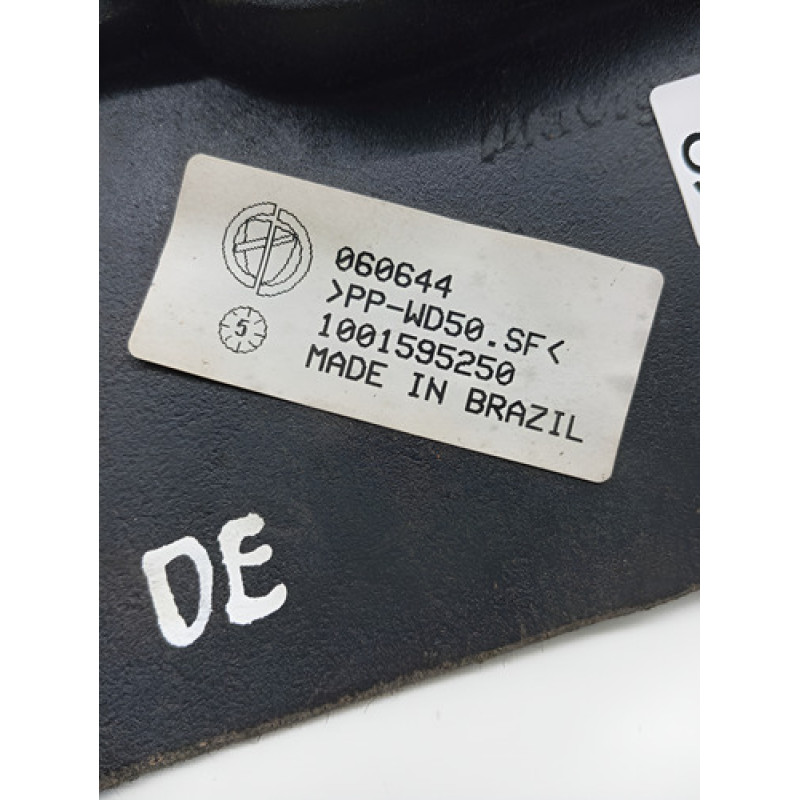 060644
>PP-WD50.SF<
1001595250
MADE IN BRAZIL
5
DE